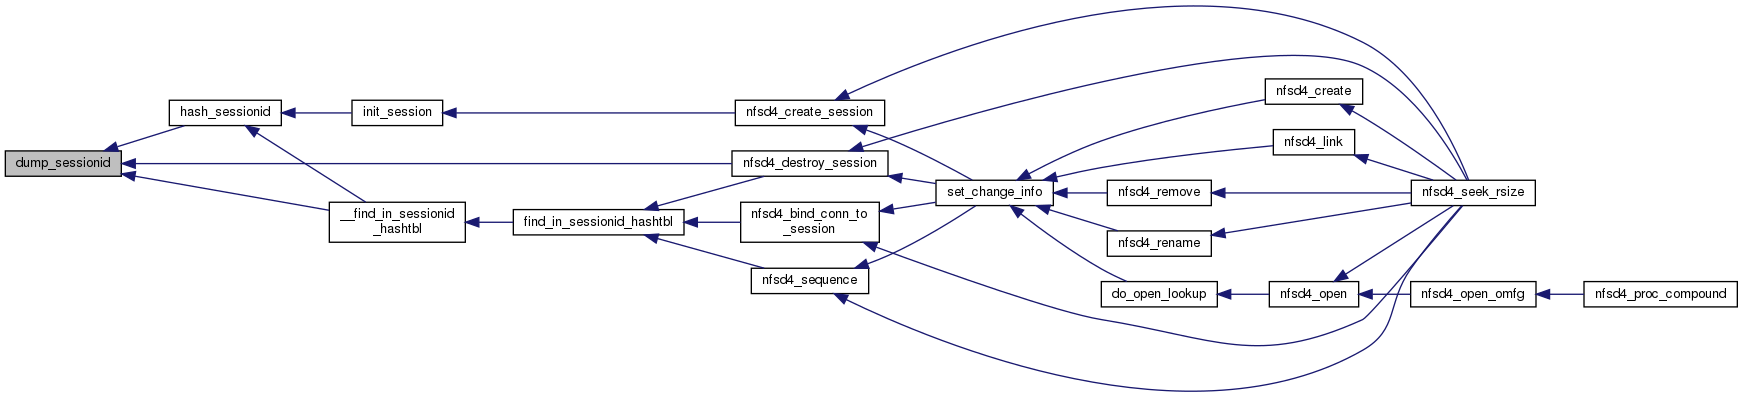 dump_sessionid
hash_sessionid
__find_in_sessionid
_hashtbl
init_session
find_in_sessionid_hashtbl
nfsd4_create_session
nfsd4_destroy_session
nfsd4_bind_conn_to
_session
nfsd4_sequence
set_change_info
nfsd4_create
nfsd4_link
nfsd4_remove
nfsd4_rename
do_open_lookup
nfsd4_open
nfsd4_seek_rsize
nfsd4_open_omfg
nfsd4_proc_compound